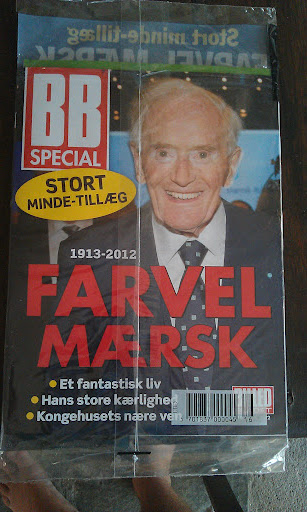 Stort minde-tillæg
FARVEL MÆRSK
BB
SPECIAL
STORT
MINDE-TILLÆG
1913-2012
FARVEL
MÆRSK
• Et fantastisk liv
• Hans store kærlighed
• Kongehusets nære ven